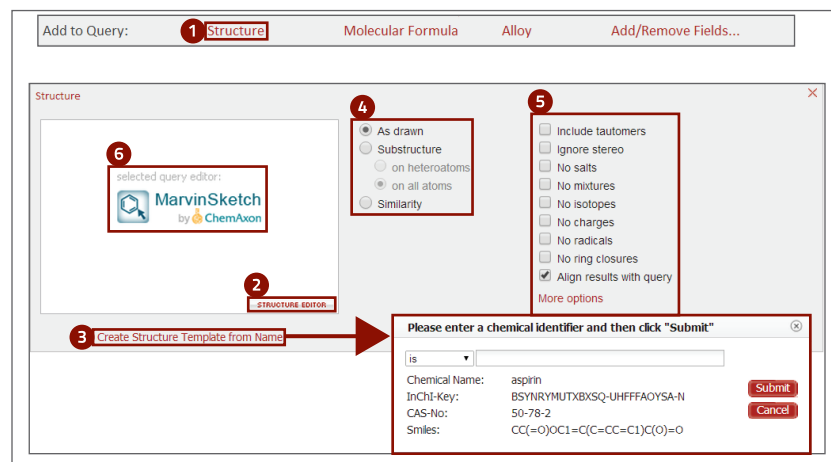 Add to Query: 1 Structure Molecular Formula Alloy Add/Remove Fields...
Structure ×
4
As drawn
Substructure
on heteroatoms
on all atoms
Similarity
5
Include tautomers
Ignore stereo
No salts
No mixtures
No isotopes
No charges
No radicals
No ring closures
Align results with query
More options
6
selected query editor:
MarvinSketch
by ChemAxon
2
STRUCTURE EDITOR
3 Create Structure Template from Name
Please enter a chemical identifier and then click "Submit"
is
Chemical Name: aspirin
InChI-Key: BSYNRYMUTXBXSQ-UHFFFAOYSA-N
CAS-No: 50-78-2
Smiles: CC(=O)OC1=C(C=CC=C1)C(O)=O
Submit
Cancel